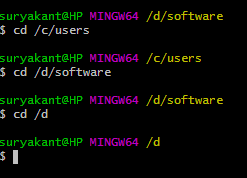 suryakant@HP MINGW64 /d/software
$ cd /c/users
suryakant@HP MINGW64 /c/users
$ cd /d/software
suryakant@HP MINGW64 /d/software
$ cd /d
suryakant@HP MINGW64 /d
$